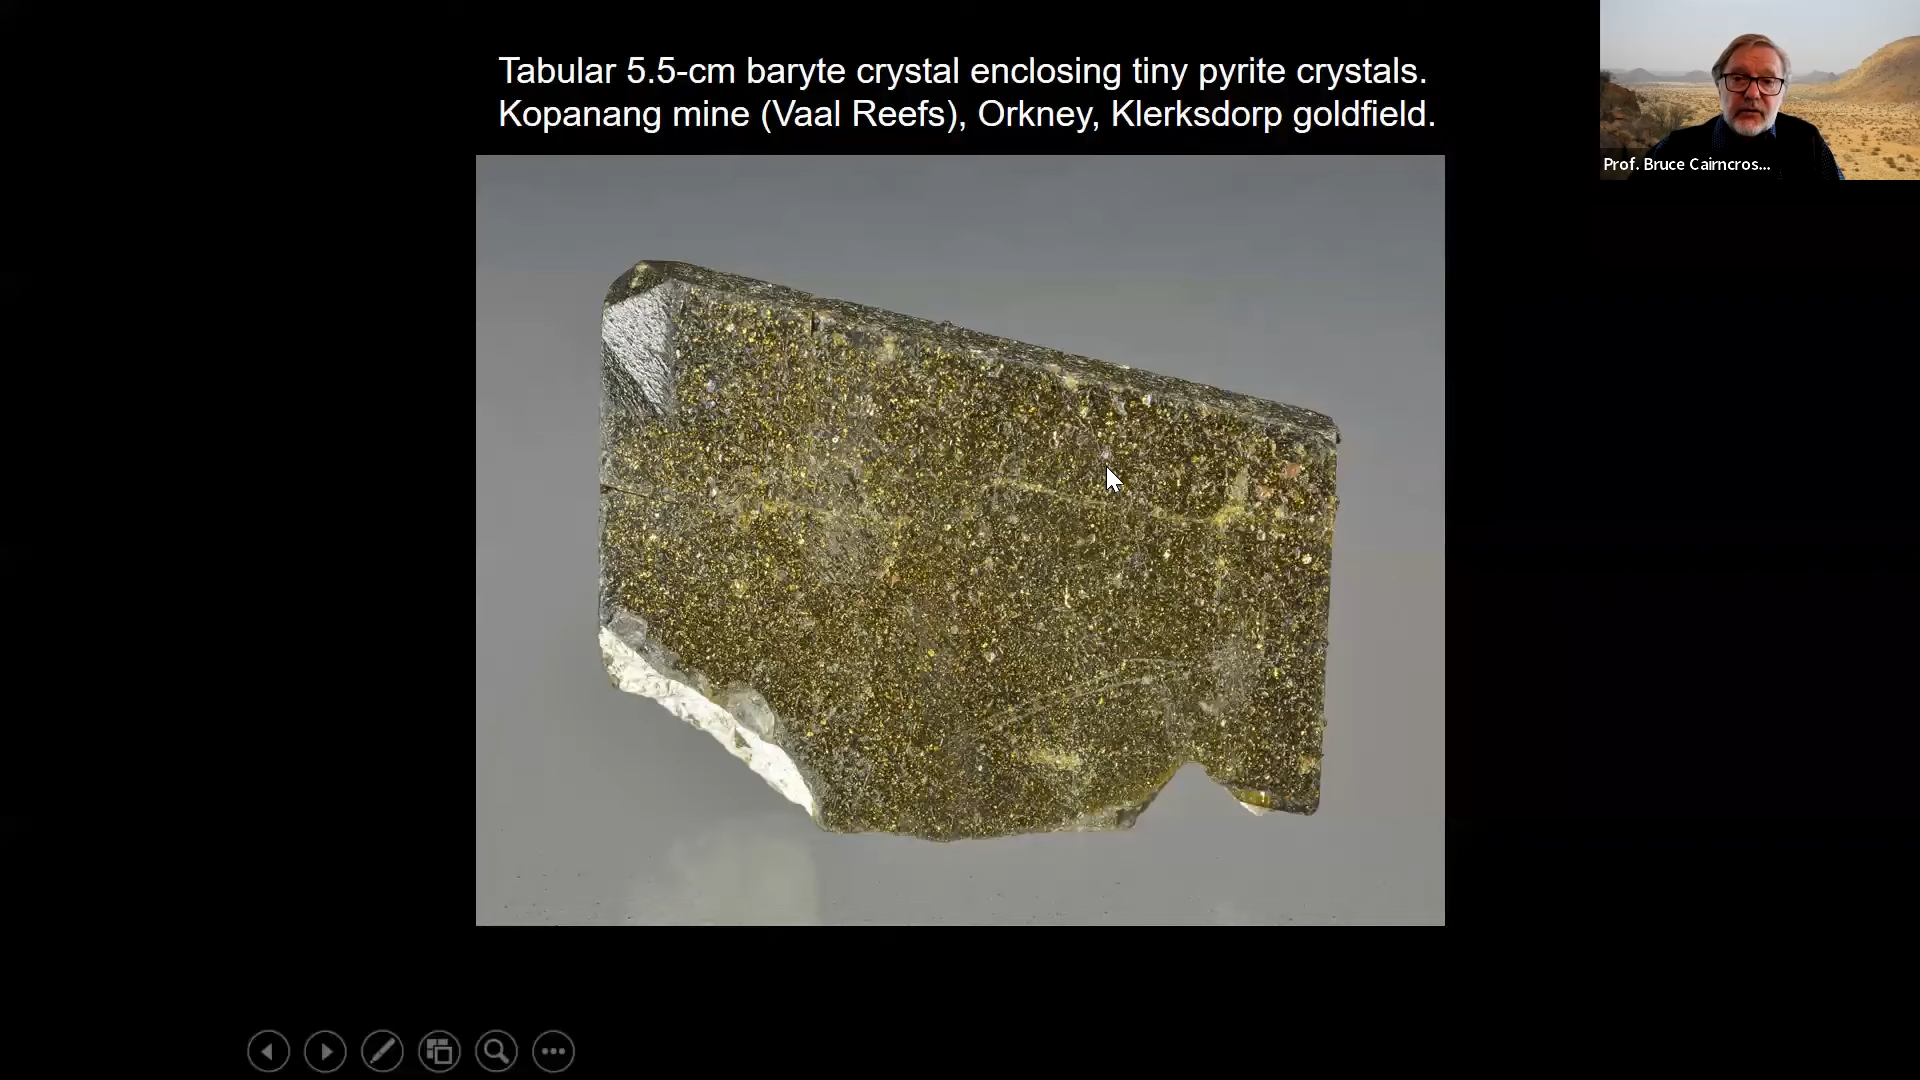 Tabular 5.5-cm baryte crystal enclosing tiny pyrite crystals.
Kopanang mine (Vaal Reefs), Orkney, Klerksdorp goldfield.
Prof. Bruce Cairncros...